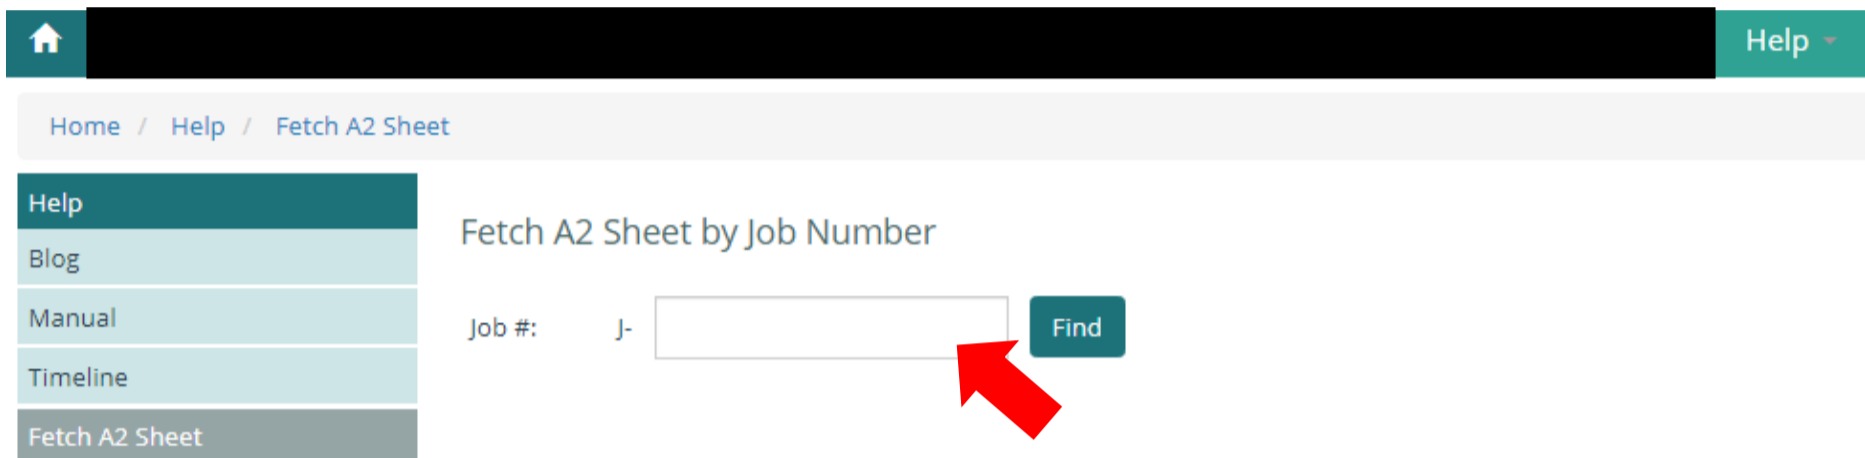 Help
Home / Help / Fetch A2 Sheet
Help
Blog
Manual
Timeline
Fetch A2 Sheet
Fetch A2 Sheet by Job Number
Job #: J- Find